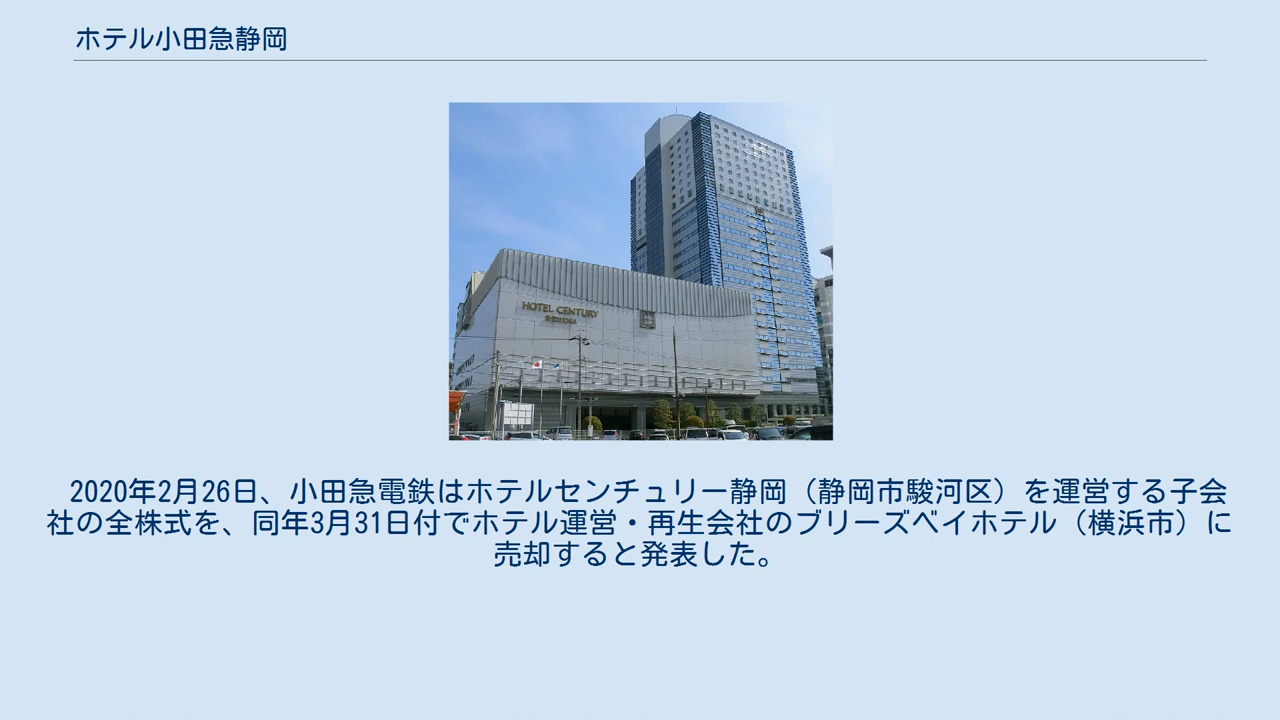 ホテル小田急静岡
HOTEL CENTURY
SHIZUOKA
2020年2月26日、小田急電鉄はホテルセンチュリー静岡（静岡市駿河区）を運営する子会
社の全株式を、同年3月31日付でホテル運営・再生会社のブリーズベイホテル（横浜市）に
売却すると発表した。